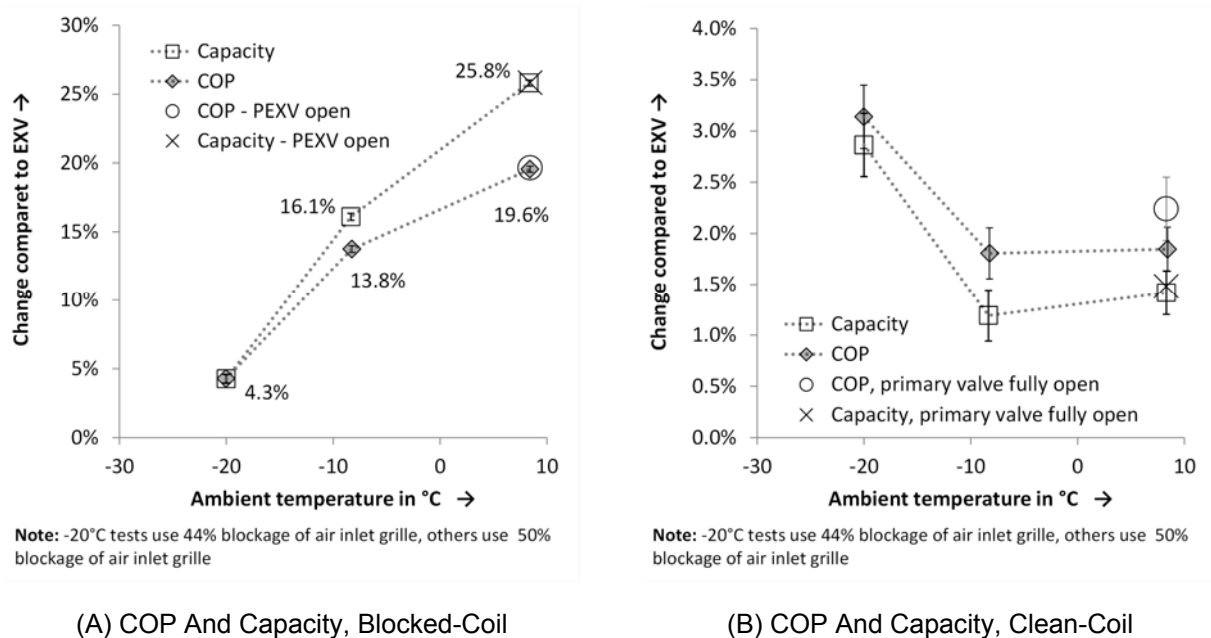 30%
25%
20%
15%
10%
5%
0%
Change comparet to EXV →
Capacity
COP
COP - PEXV open
Capacity - PEXV open
25.8%
16.1%
19.6%
13.8%
4.3%
-30
-20
-10
0
10
Ambient temperature in °C →
Note: -20°C tests use 44% blockage of air inlet grille, others use 50%
blockage of air inlet grille
(A) COP And Capacity, Blocked-Coil
4.0%
3.5%
3.0%
2.5%
2.0%
1.5%
1.0%
0.5%
0.0%
Change compared to EXV →
Capacity
COP
COP, primary valve fully open
Capacity, primary valve fully open
-30
-20
-10
0
10
Ambient temperature in °C →
Note: -20°C tests use 44% blockage of air inlet grille, others use 50%
blockage of air inlet grille
(B) COP And Capacity, Clean-Coil